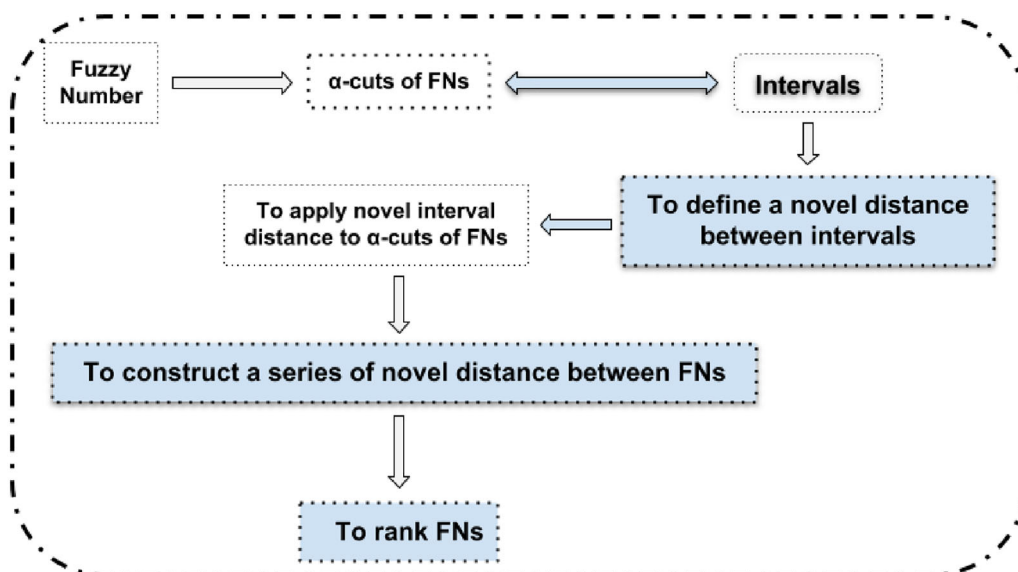 Fuzzy
Number
α-cuts of FNs
Intervals
To define a novel distance
between intervals
To apply novel interval
distance to α-cuts of FNs
To construct a series of novel distance between FNs
To rank FNs